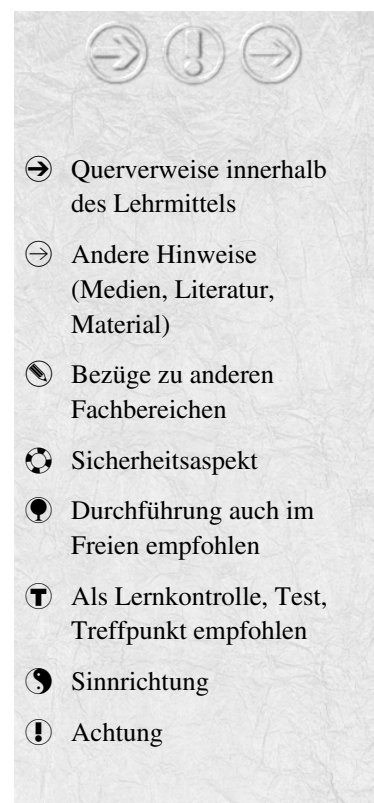 Querverweise innerhalb
des Lehrmittels
Andere Hinweise
(Medien, Literatur,
Material)
Bezüge zu anderen
Fachbereichen
Sicherheitsaspekt
Durchführung auch im
Freien empfohlen
T Als Lernkontrolle, Test,
Treffpunkt empfohlen
Sinnrichtung
! Achtung